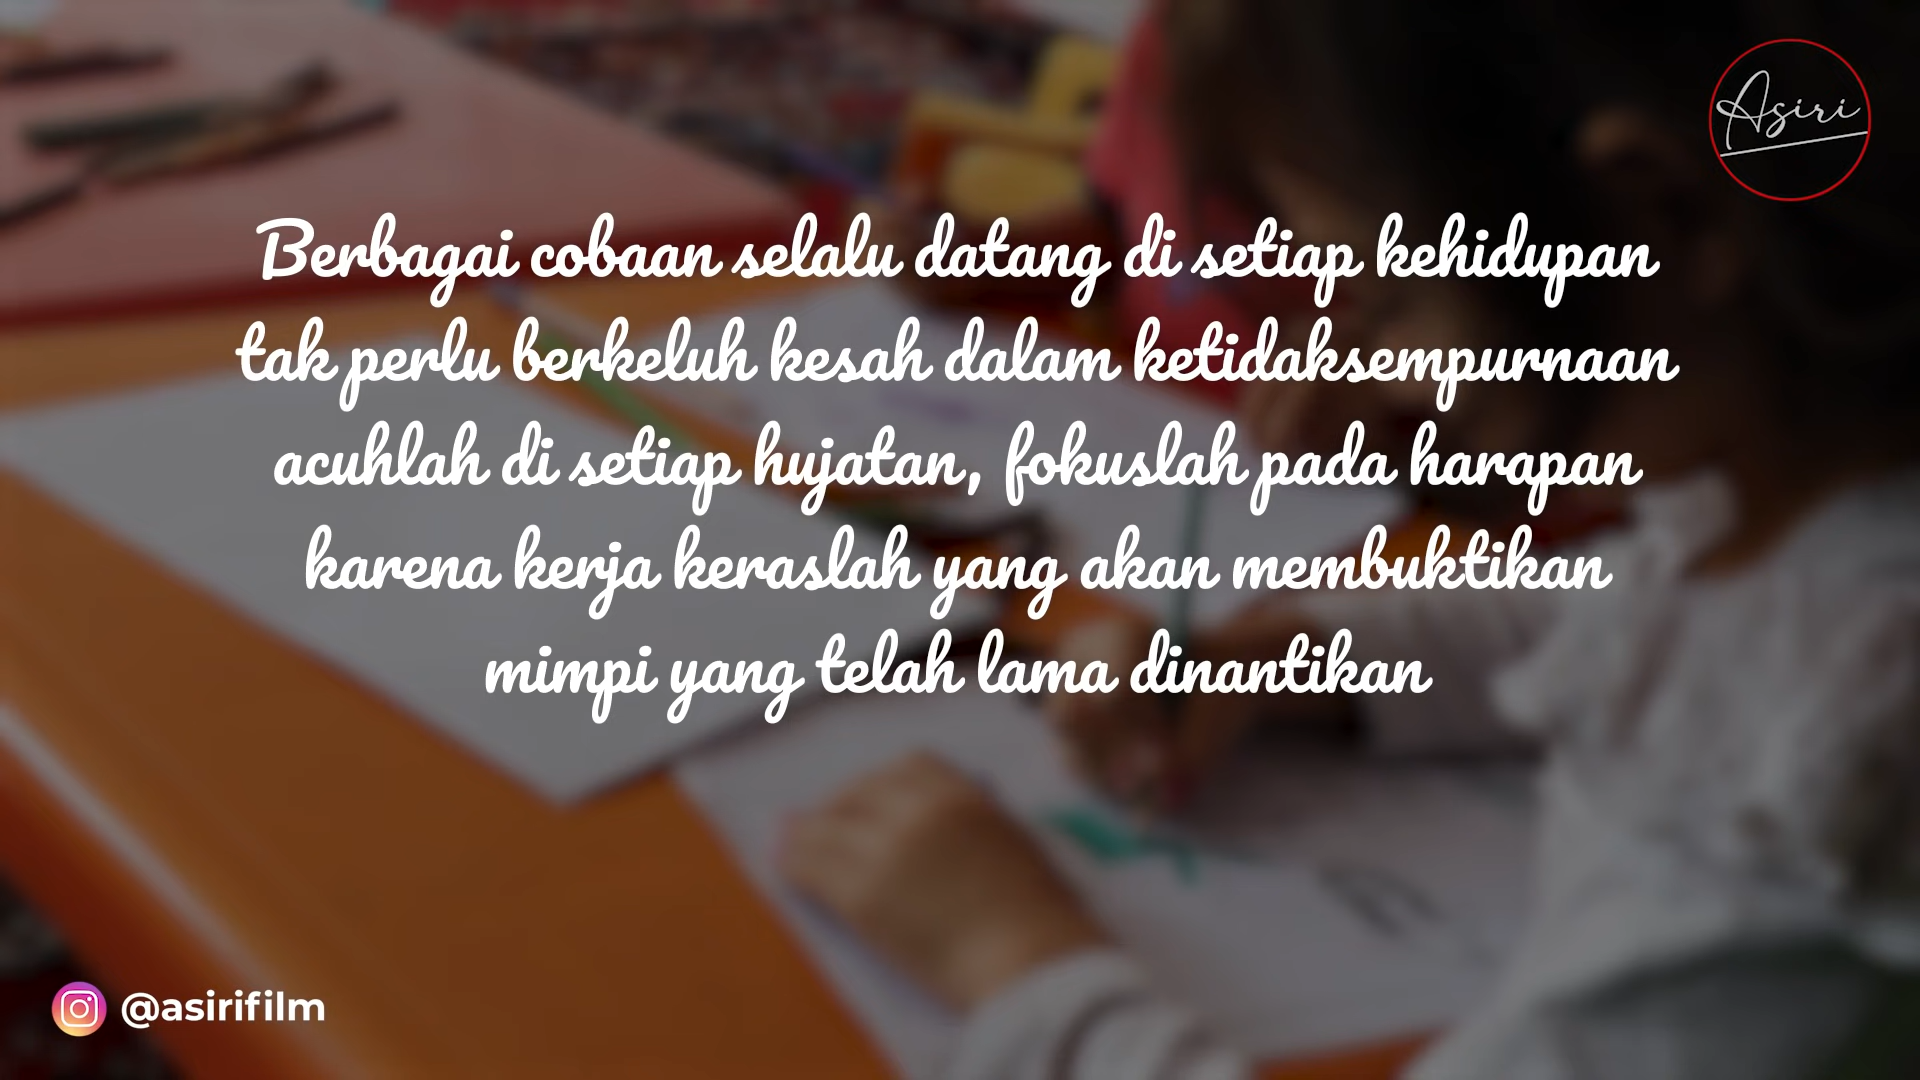 Asiri
Berbagai cobaan selalu datang di setiap kehidupan
tak perlu berkeluh kesah dalam ketidaksempurnaan
acuhlah di setiap hujatan, fokuslah pada harapan
karena kerja keraslah yang akan membuktikan
mimpi yang telah lama dinantikan
@asirifilm